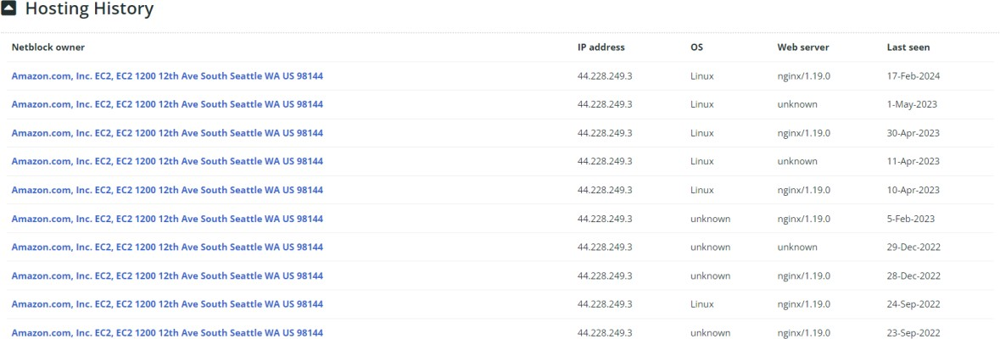 Hosting History
Netblock owner IP address OS Web server Last seen
Amazon.com, Inc. EC2, EC2 1200 12th Ave South Seattle WA US 98144 44.228.249.3 Linux nginx/1.19.0 17-Feb-2024
Amazon.com, Inc. EC2, EC2 1200 12th Ave South Seattle WA US 98144 44.228.249.3 Linux unknown 1-May-2023
Amazon.com, Inc. EC2, EC2 1200 12th Ave South Seattle WA US 98144 44.228.249.3 Linux nginx/1.19.0 30-Apr-2023
Amazon.com, Inc. EC2, EC2 1200 12th Ave South Seattle WA US 98144 44.228.249.3 Linux unknown 11-Apr-2023
Amazon.com, Inc. EC2, EC2 1200 12th Ave South Seattle WA US 98144 44.228.249.3 Linux nginx/1.19.0 10-Apr-2023
Amazon.com, Inc. EC2, EC2 1200 12th Ave South Seattle WA US 98144 44.228.249.3 unknown nginx/1.19.0 5-Feb-2023
Amazon.com, Inc. EC2, EC2 1200 12th Ave South Seattle WA US 98144 44.228.249.3 unknown unknown 29-Dec-2022
Amazon.com, Inc. EC2, EC2 1200 12th Ave South Seattle WA US 98144 44.228.249.3 unknown nginx/1.19.0 28-Dec-2022
Amazon.com, Inc. EC2, EC2 1200 12th Ave South Seattle WA US 98144 44.228.249.3 Linux nginx/1.19.0 24-Sep-2022
Amazon.com, Inc. EC2, EC2 1200 12th Ave South Seattle WA US 98144 44.228.249.3 unknown nginx/1.19.0 23-Sep-2022